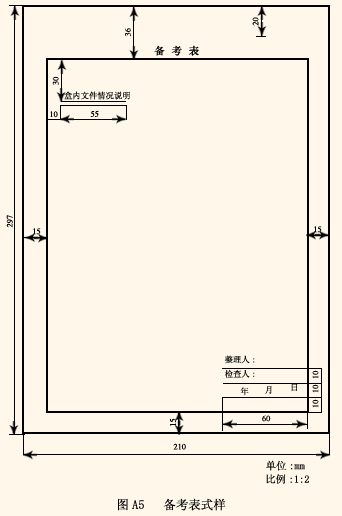 36
20
备 考 表
30
盒内文件情况说明
10
55
297
15
15
整理人：
检查人：
10
年 月 日
10
10
15
60
210
单位:mm
比例:1:2
图 A5 备考表式样